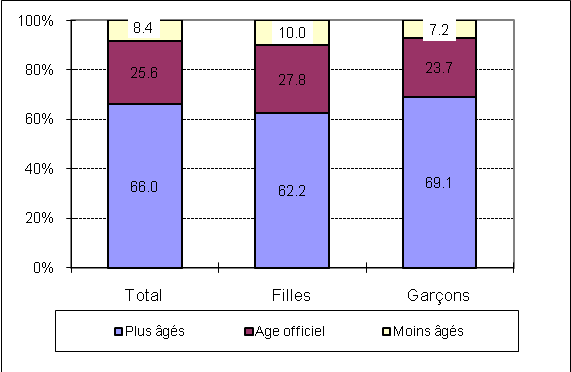 100%
8.4 10.0 7.2
80%
25.6 27.8 23.7
60%
40%
66.0 62.2 69.1
20%
0%
Total Filles Garçons
Plus âgés Age officiel Moins âgés